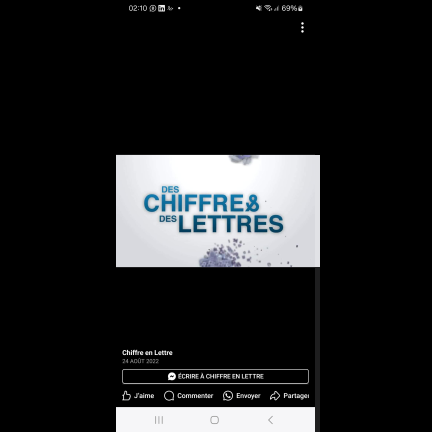 02:10
69%
DES
CHIFFRE&
DES LETTRES
Chiffre en Lettre
24 AOÛT 2022
ÉCRIRE À CHIFFRE EN LETTRE
J'aime Commenter Envoyer Partager